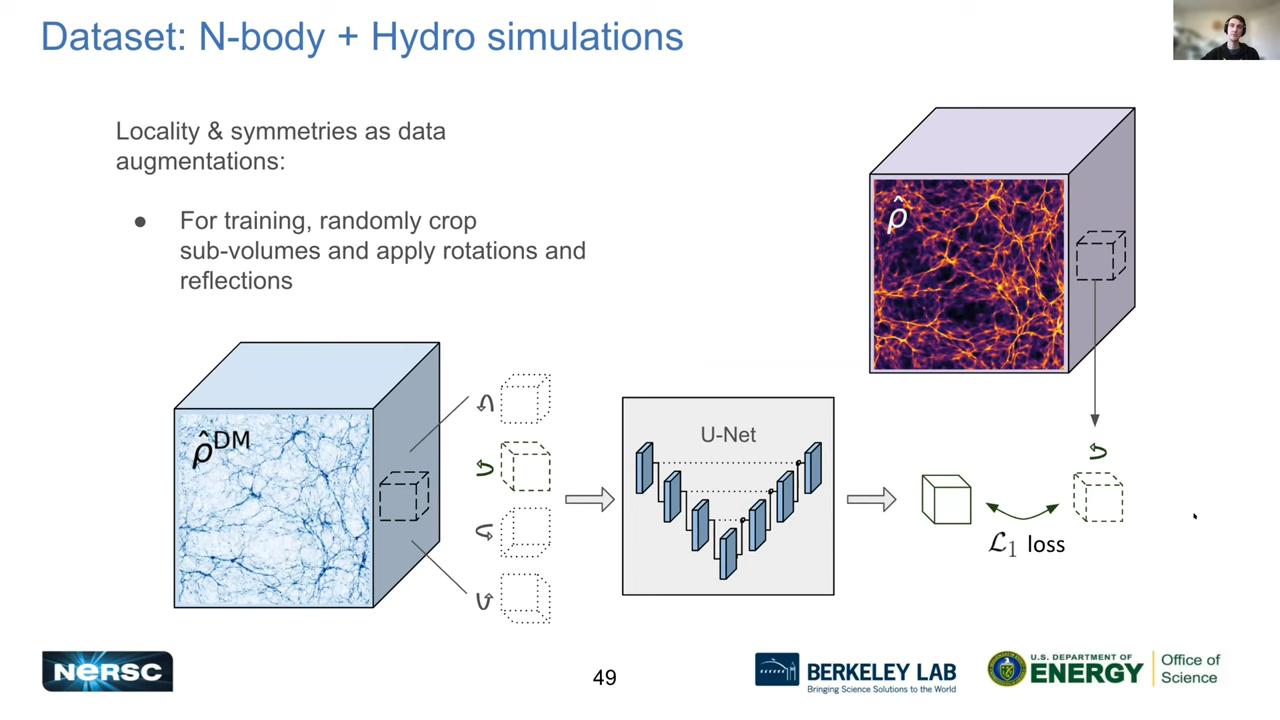 Dataset: N-body + Hydro simulations
Locality & symmetries as data
augmentations:
● For training, randomly crop
sub-volumes and apply rotations and
reflections
ρ̂
ρ̂ᴰᴹ
U-Net
ℒ₁ loss
NERSC
49
BERKELEY LAB
Bringing Science Solutions to the World
U.S. DEPARTMENT OF
ENERGY
Office of
Science